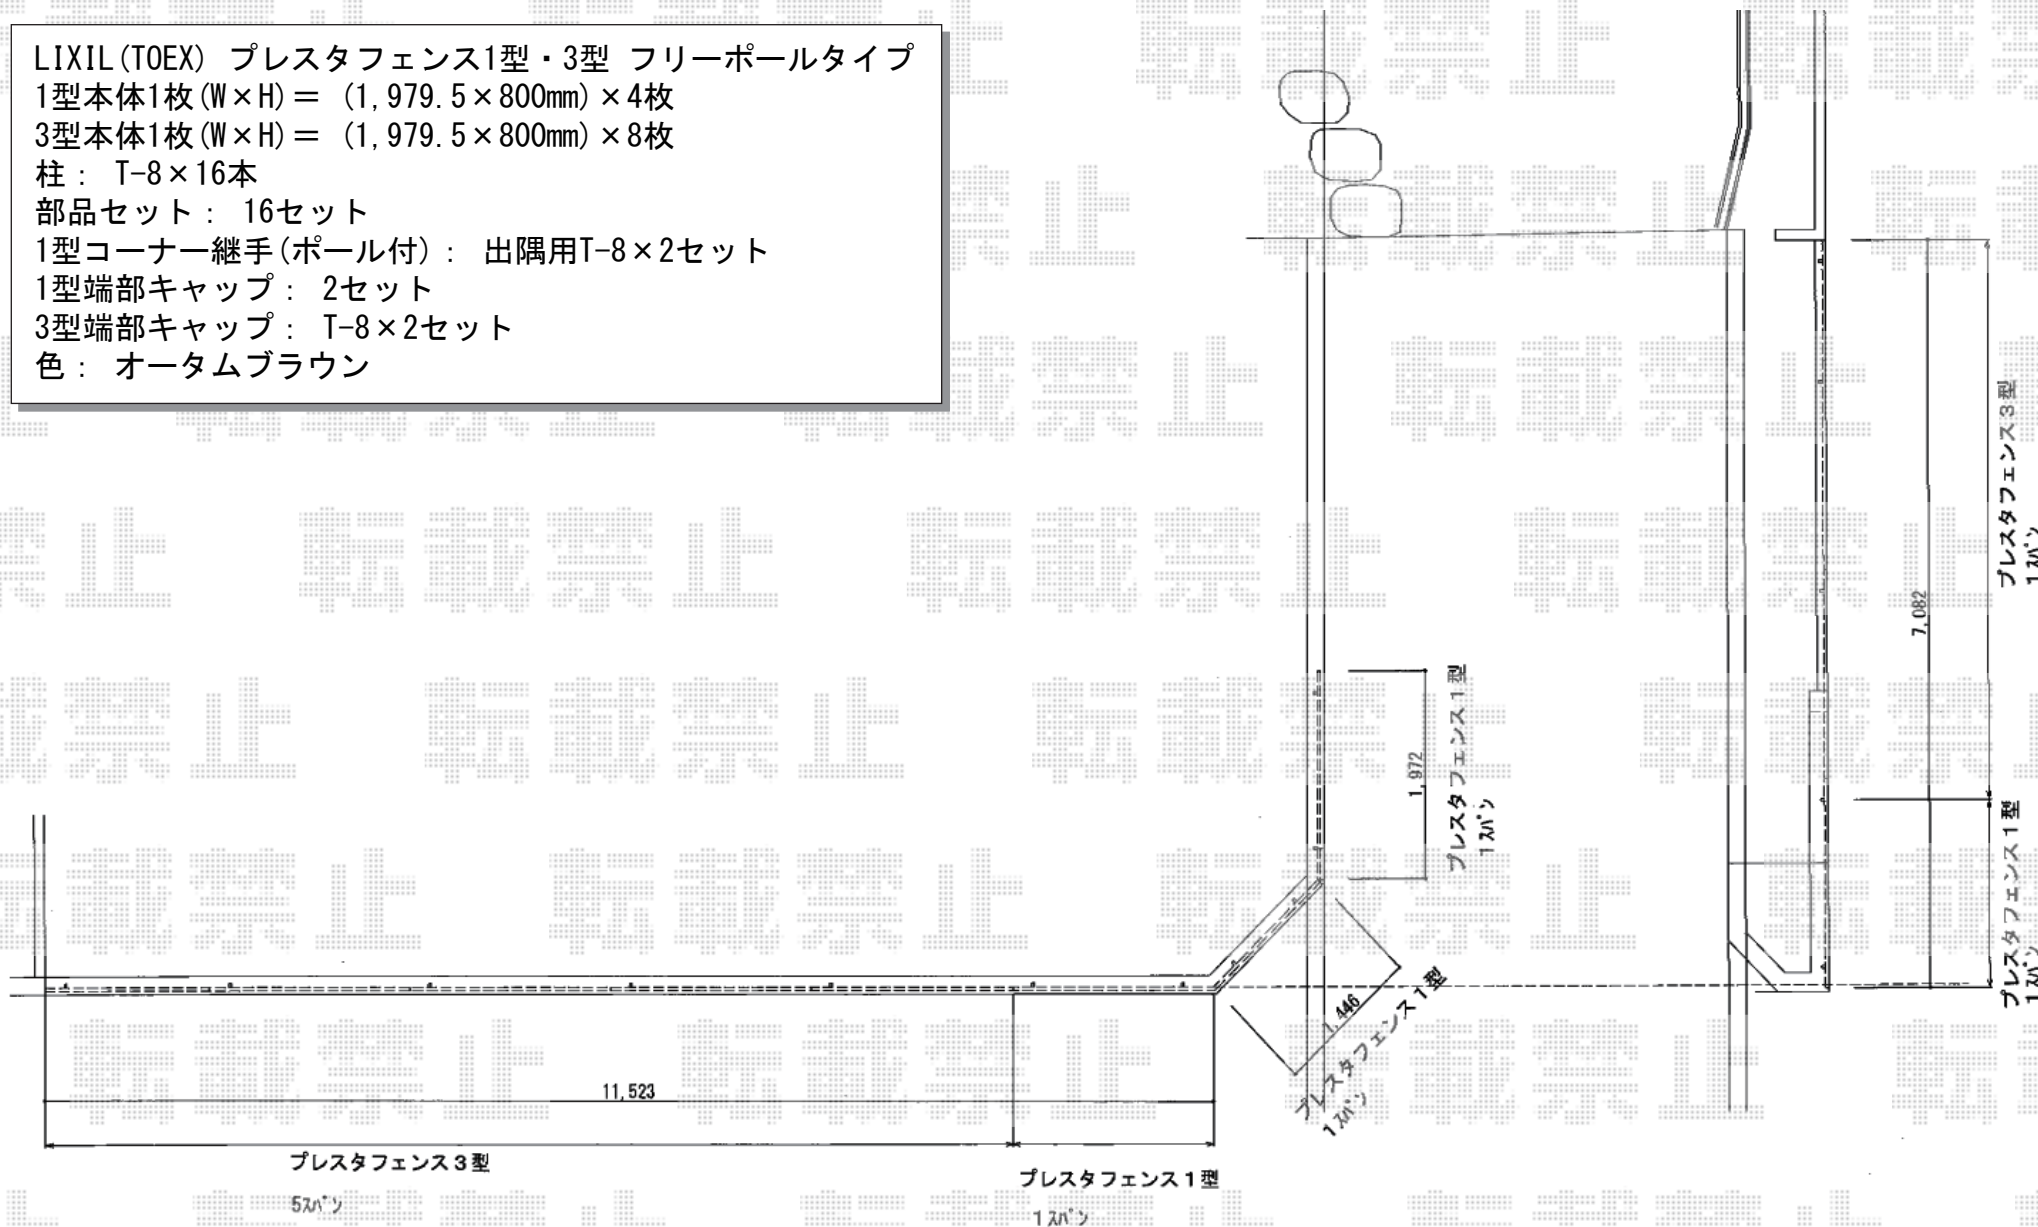 LIXIL(TOEX) プレスタフェンス1型・3型 フリーポールタイプ
1型本体1枚(W×H)＝ (1,979.5×800mm)×4枚
3型本体1枚(W×H)＝ (1,979.5×800mm)×8枚
柱： T-8×16本
部品セット： 16セット
1型コーナー継手(ポール付)： 出隅用T-8×2セット
1型端部キャップ： 2セット
3型端部キャップ： T-8×2セット
色： オータムブラウン
プレスタフェンス3型
1ｽﾊﾟﾝ
7,082
プレスタフェンス1型
1ｽﾊﾟﾝ
1,972
プレスタフェンス1型
1ｽﾊﾟﾝ
1,446
プレスタフェンス1型
1ｽﾊﾟﾝ
11,523
プレスタフェンス3型
5ｽﾊﾟﾝ
プレスタフェンス1型
1ｽﾊﾟﾝ
転載禁止